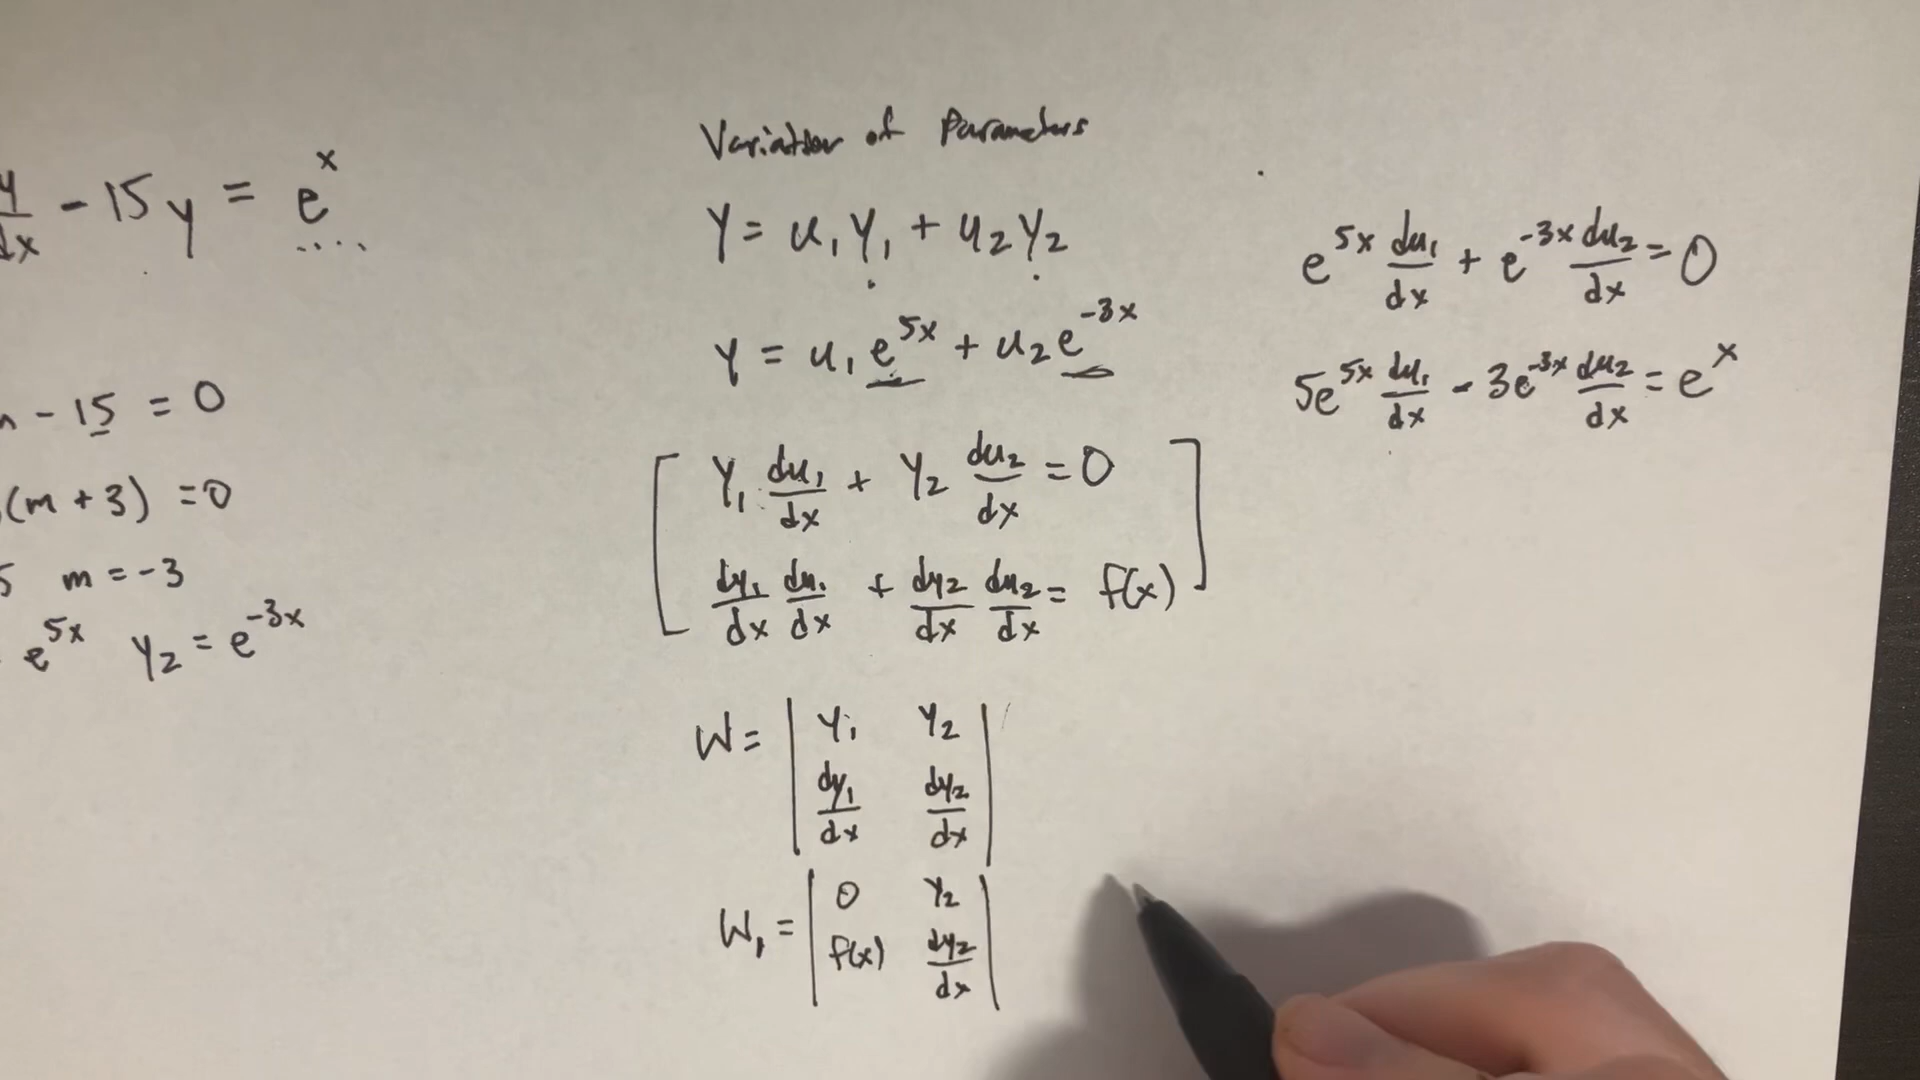 y/dx - 15y = e^x
m - 15 = 0
(m + 3) = 0
5 m = -3
e^5x y₂ = e^-3x
Variation of Parameters
y = u₁y₁ + u₂y₂
y = u₁e^5x + u₂e^-3x
[ y₁ du₁/dx + y₂ du₂/dx = 0 ]
[ dy₁/dx du₁/dx + dy₂/dx du₂/dx = f(x) ]
W = | y₁ y₂ |
| dy₁/dx dy₂/dx |
W₁ = | 0 y₂ |
| f(x) dy₂/dx |
e^5x du₁/dx + e^-3x du₂/dx = 0
5e^5x du₁/dx - 3e^-3x du₂/dx = e^x